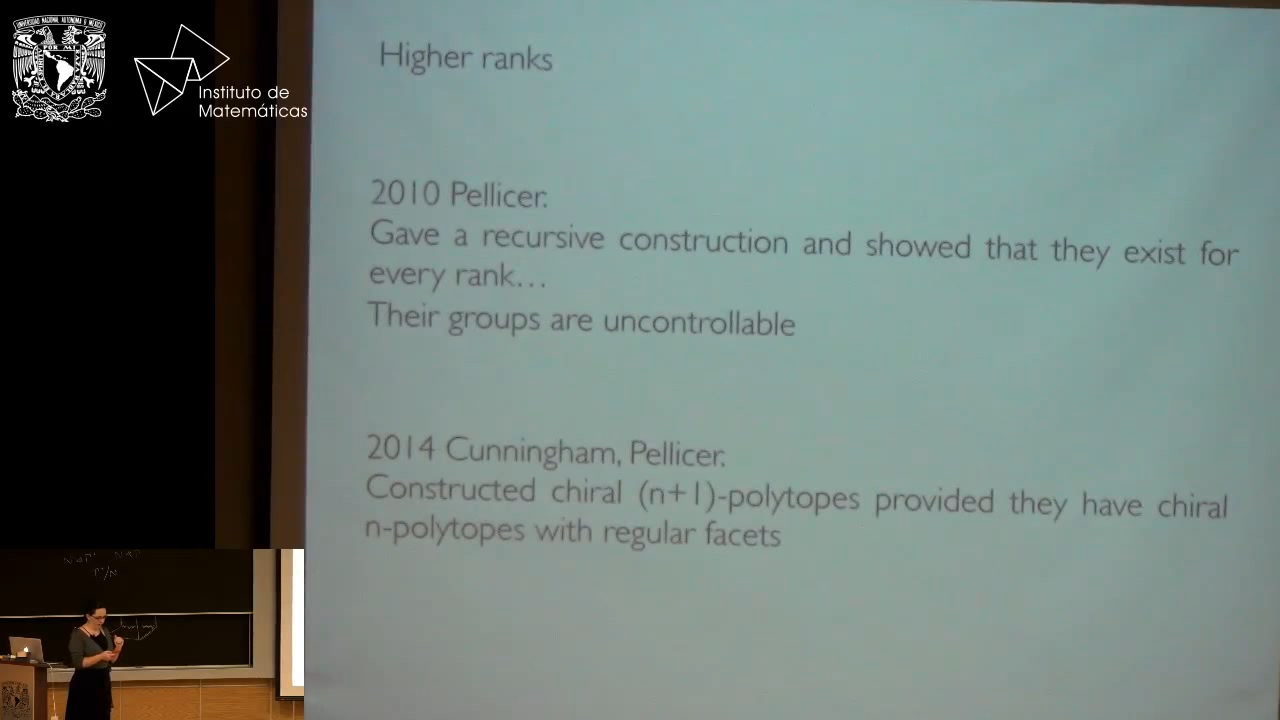 Instituto de
Matemáticas
Higher ranks
2010 Pellicer.
Gave a recursive construction and showed that they exist for
every rank...
Their groups are uncontrollable
2014 Cunningham, Pellicer.
Constructed chiral (n+1)-polytopes provided they have chiral
n-polytopes with regular facets